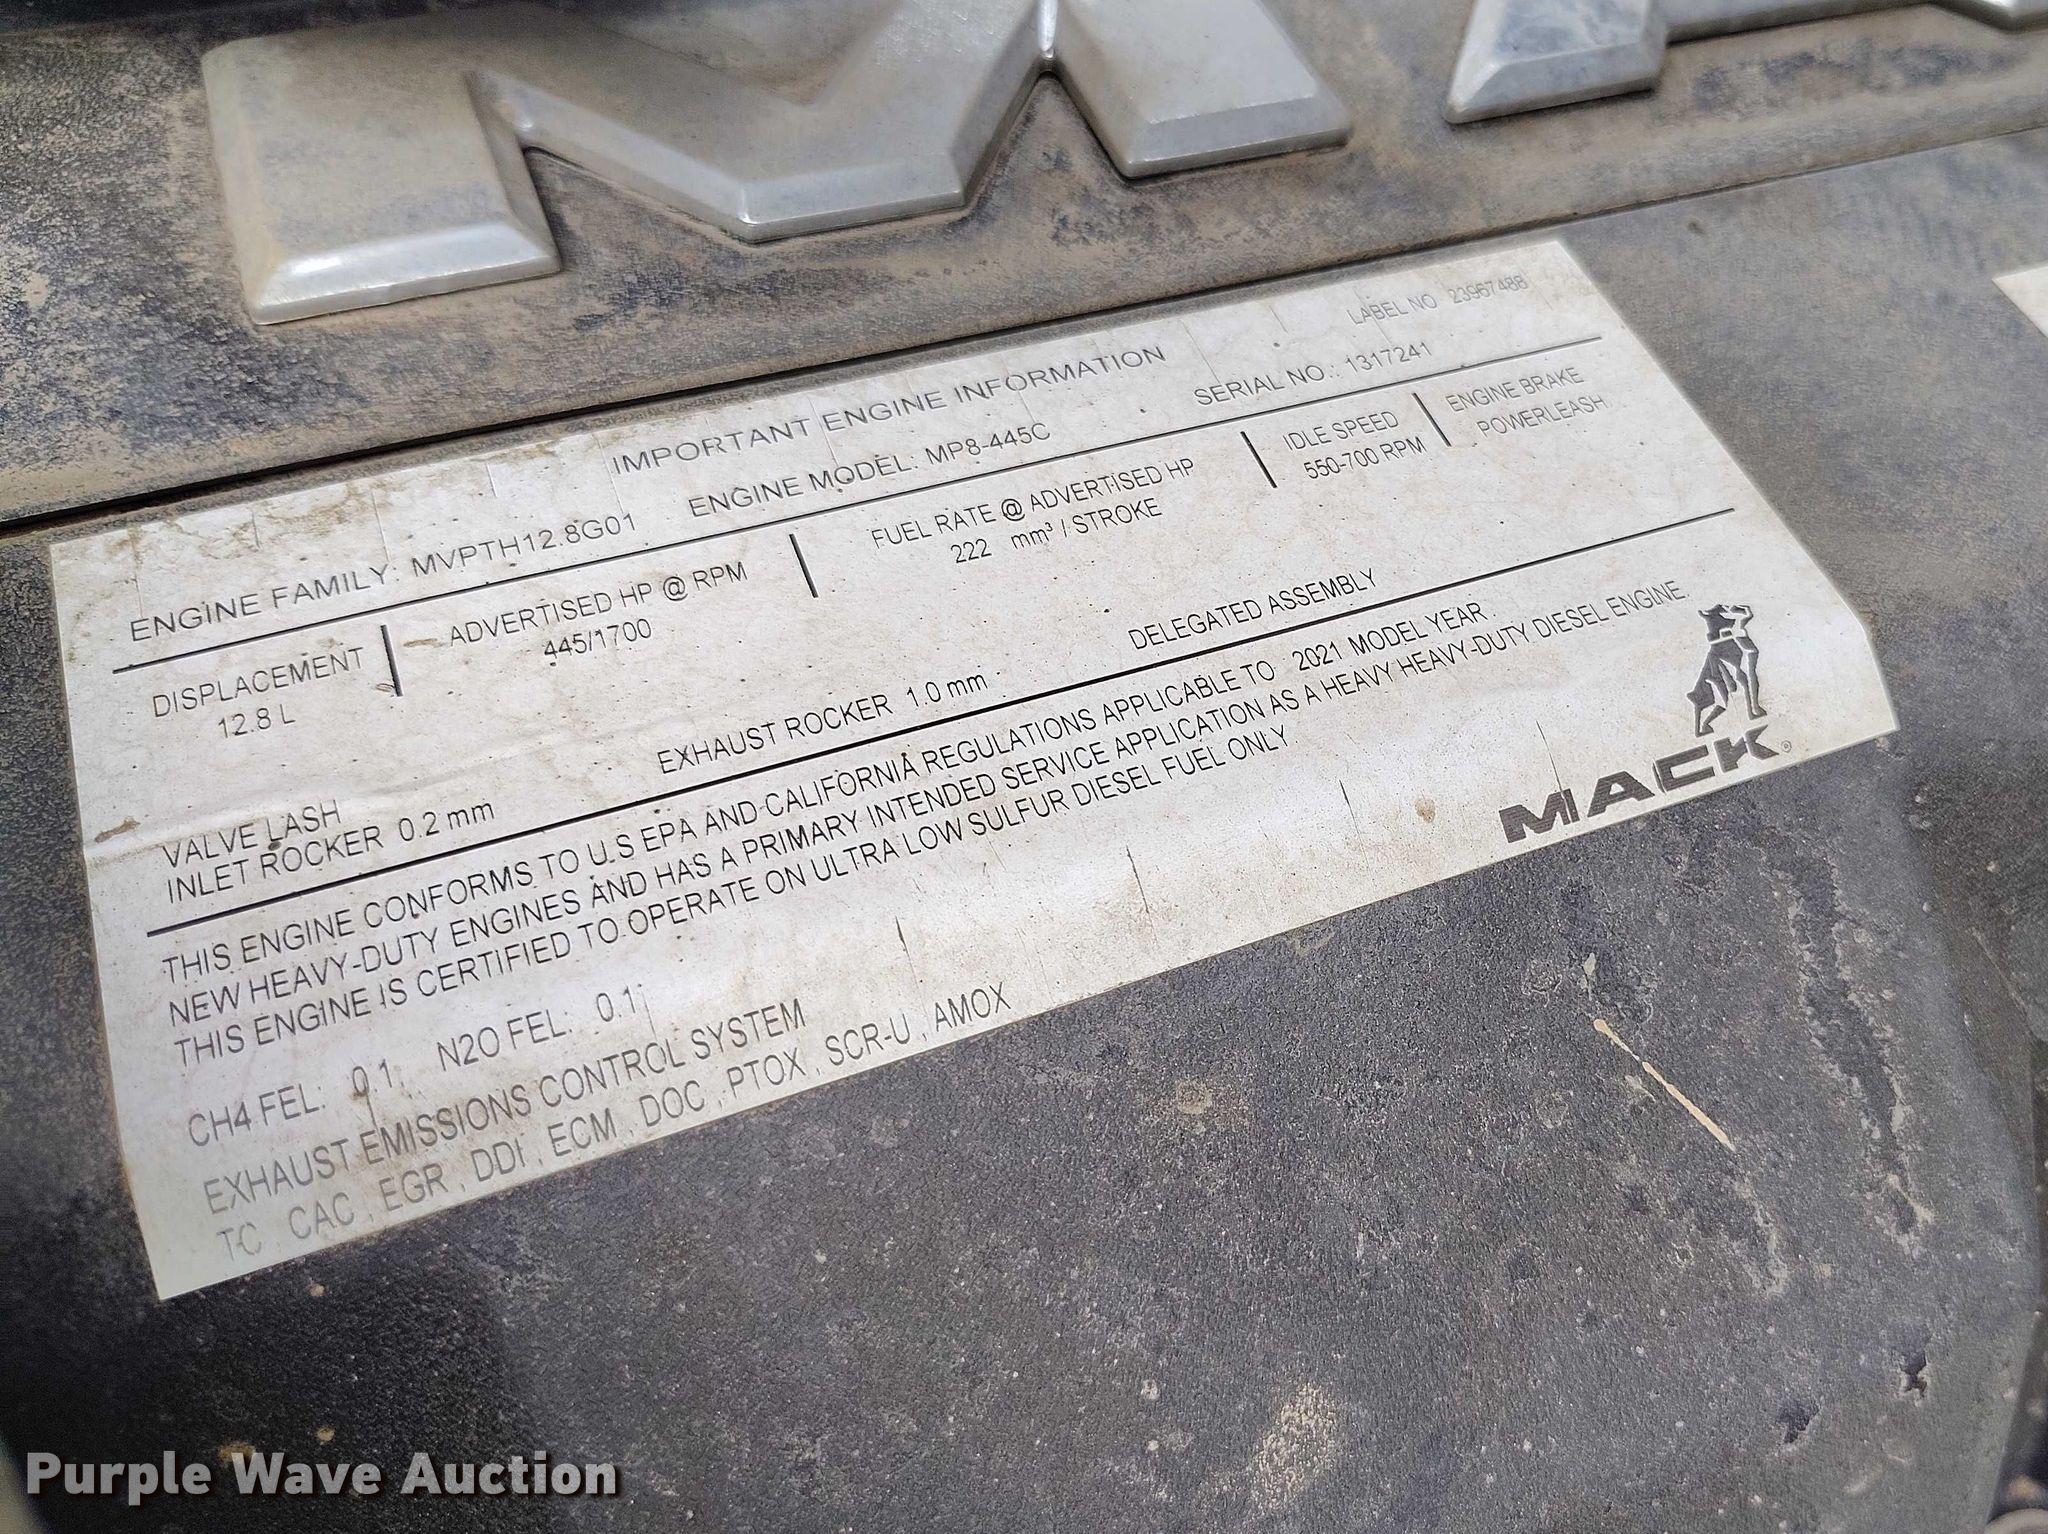 LABEL NO 23967488
IMPORTANT ENGINE INFORMATION
ENGINE FAMILY: MVPTH12.8G01 ENGINE MODEL: MP8-445C SERIAL NO.: 1317241
DISPLACEMENT ADVERTISED HP @ RPM FUEL RATE @ ADVERTISED HP IDLE SPEED ENGINE BRAKE
12.8 L 445/1700 222 mm³ / STROKE 550-700 RPM POWERLEASH
VALVE LASH
INLET ROCKER 0.2 mm EXHAUST ROCKER 1.0 mm DELEGATED ASSEMBLY
THIS ENGINE CONFORMS TO U.S EPA AND CALIFORNIA REGULATIONS APPLICABLE TO 2021 MODEL YEAR
NEW HEAVY-DUTY ENGINES AND HAS A PRIMARY INTENDED SERVICE APPLICATION AS A HEAVY HEAVY-DUTY DIESEL ENGINE.
THIS ENGINE IS CERTIFIED TO OPERATE ON ULTRA LOW SULFUR DIESEL FUEL ONLY.
CH4 FEL: 0.1, N2O FEL: 0.1,
EXHAUST EMISSIONS CONTROL SYSTEM
TC , CAC , EGR , DDI , ECM , DOC , PTOX , SCR-U , AMOX
MACK®
Purple Wave Auction